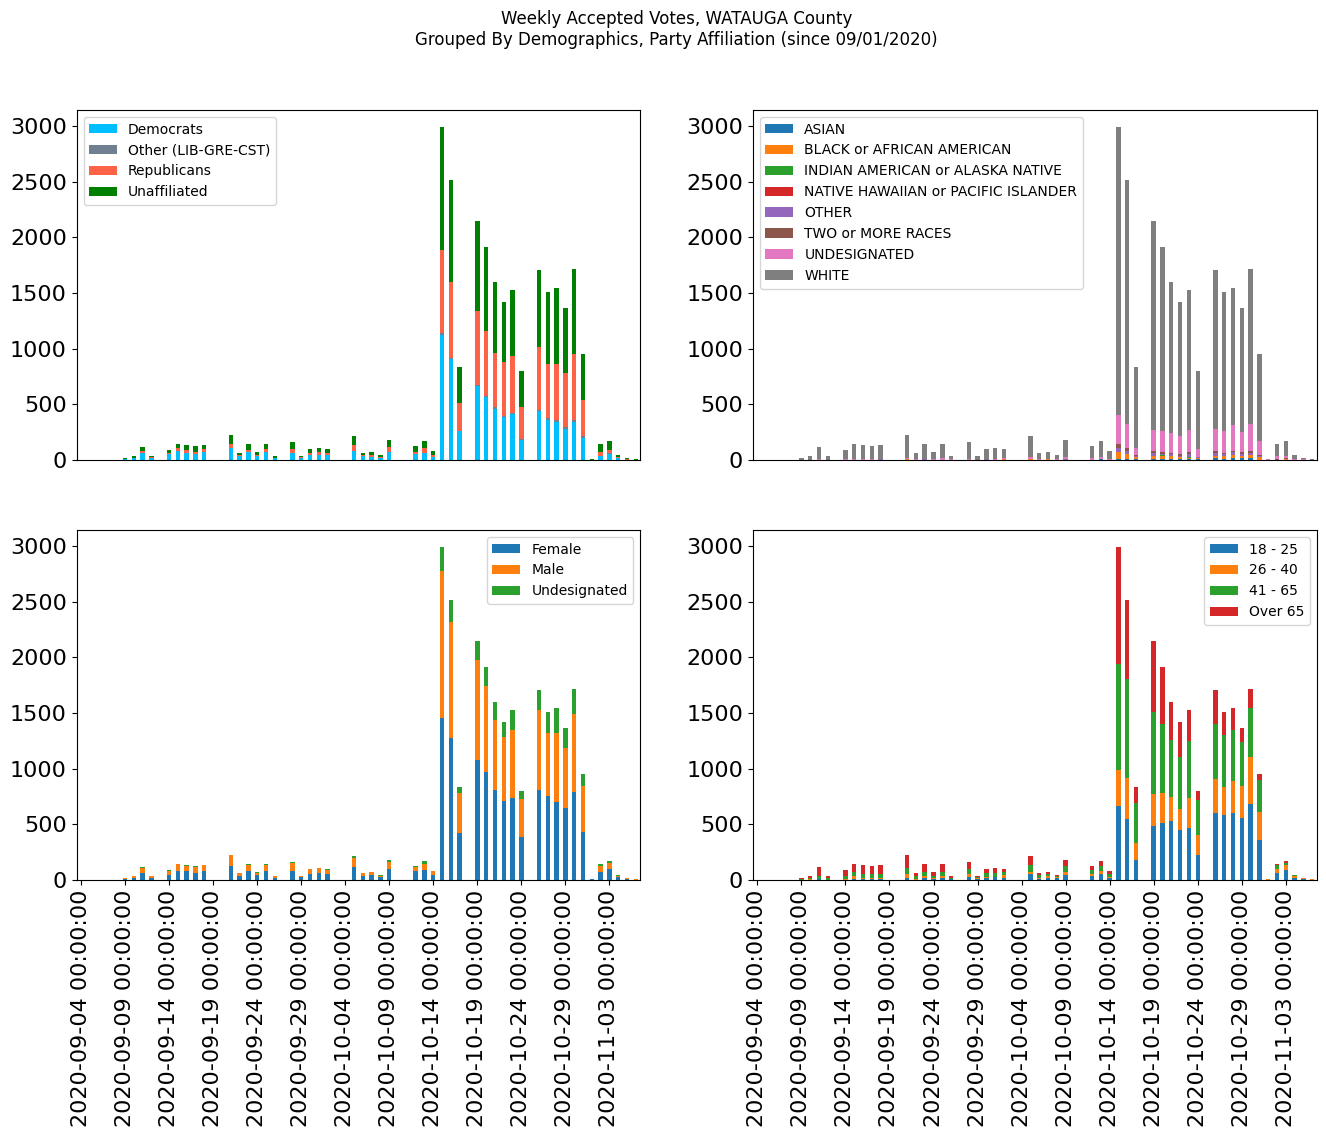 Weekly Accepted Votes, WATAUGA County
Grouped By Demographics, Party Affiliation (since 09/01/2020)
3000
2500
2000
1500
1000
500
0
Democrats
Other (LIB-GRE-CST)
Republicans
Unaffiliated
3000
2500
2000
1500
1000
500
0
ASIAN
BLACK or AFRICAN AMERICAN
INDIAN AMERICAN or ALASKA NATIVE
NATIVE HAWAIIAN or PACIFIC ISLANDER
OTHER
TWO or MORE RACES
UNDESIGNATED
WHITE
3000
2500
2000
1500
1000
500
0
Female
Male
Undesignated
2020-09-04 00:00:00
2020-09-09 00:00:00
2020-09-14 00:00:00
2020-09-19 00:00:00
2020-09-24 00:00:00
2020-09-29 00:00:00
2020-10-04 00:00:00
2020-10-09 00:00:00
2020-10-14 00:00:00
2020-10-19 00:00:00
2020-10-24 00:00:00
2020-10-29 00:00:00
2020-11-03 00:00:00
3000
2500
2000
1500
1000
500
0
18 - 25
26 - 40
41 - 65
Over 65
2020-09-04 00:00:00
2020-09-09 00:00:00
2020-09-14 00:00:00
2020-09-19 00:00:00
2020-09-24 00:00:00
2020-09-29 00:00:00
2020-10-04 00:00:00
2020-10-09 00:00:00
2020-10-14 00:00:00
2020-10-19 00:00:00
2020-10-24 00:00:00
2020-10-29 00:00:00
2020-11-03 00:00:00